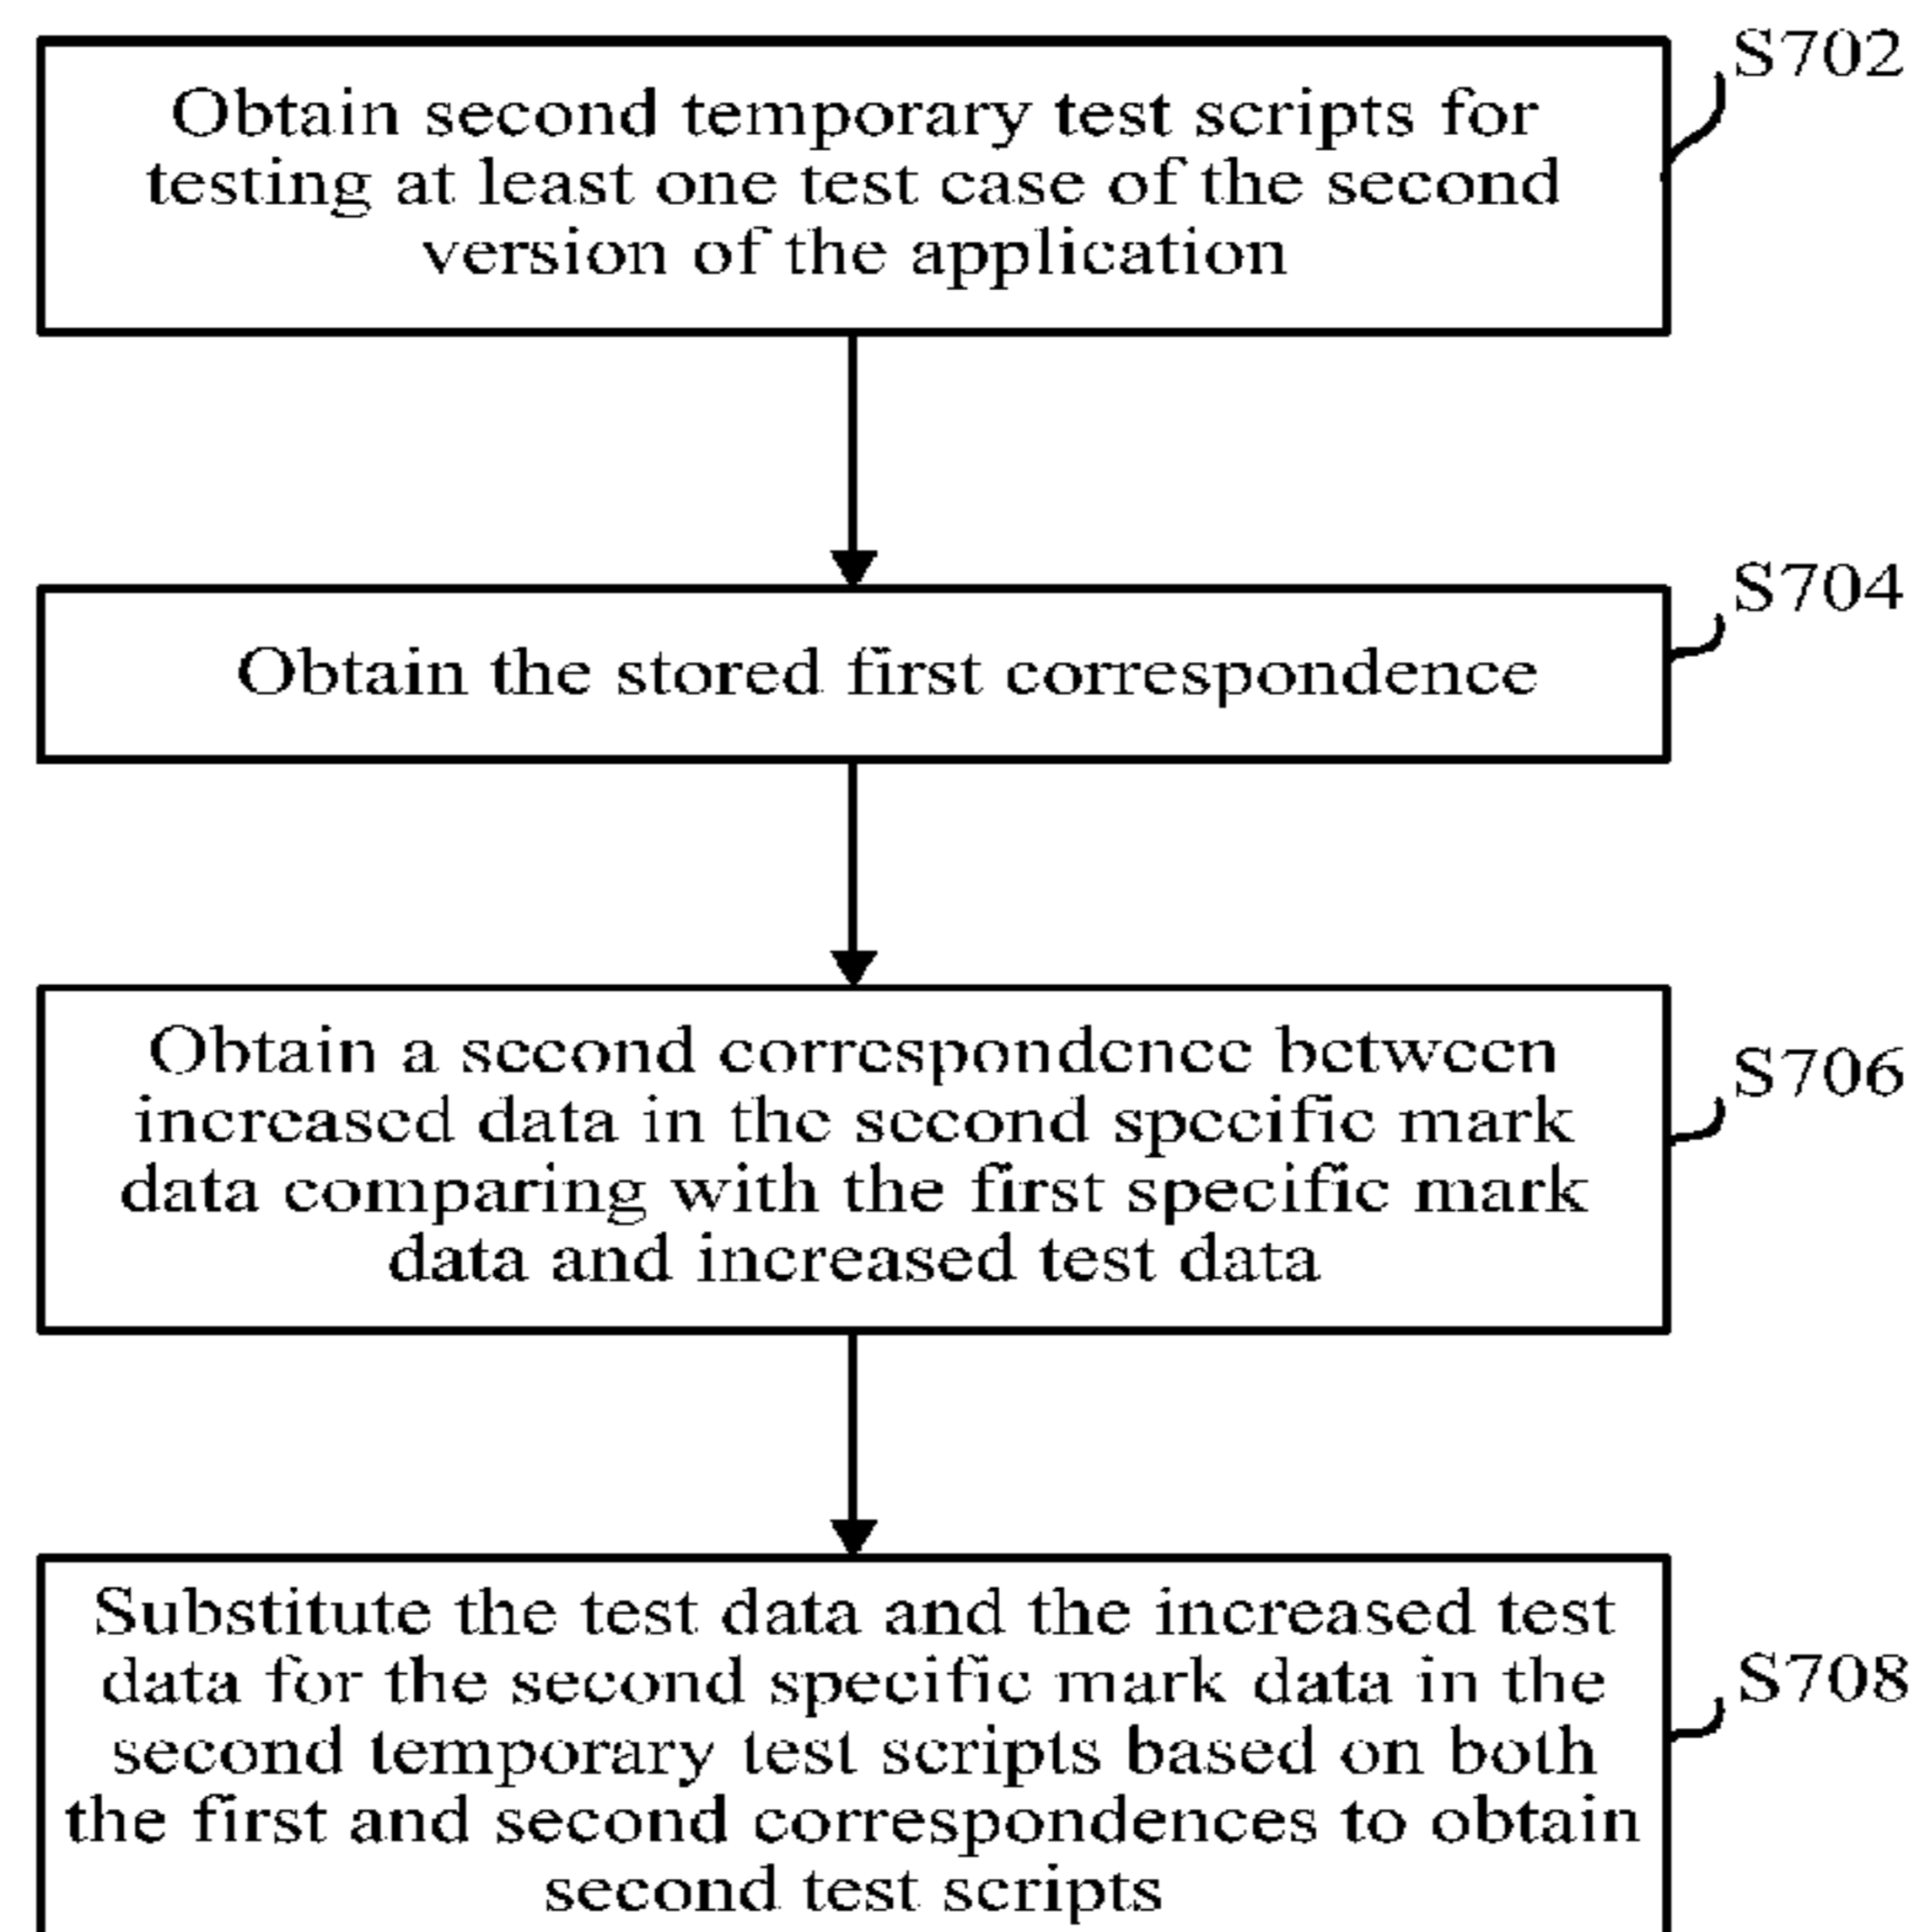 S702
Obtain second temporary test scripts for
testing at least one test case of the second
version of the application
S704
Obtain the stored first correspondence
Obtain a second correspondence between
increased data in the second specific mark
data comparing with the first specific mark
data and increased test data
S706
Substitute the test data and the increased test
data for the second specific mark data in the
second temporary test scripts based on both
the first and second correspondences to obtain
second test scripts
S708